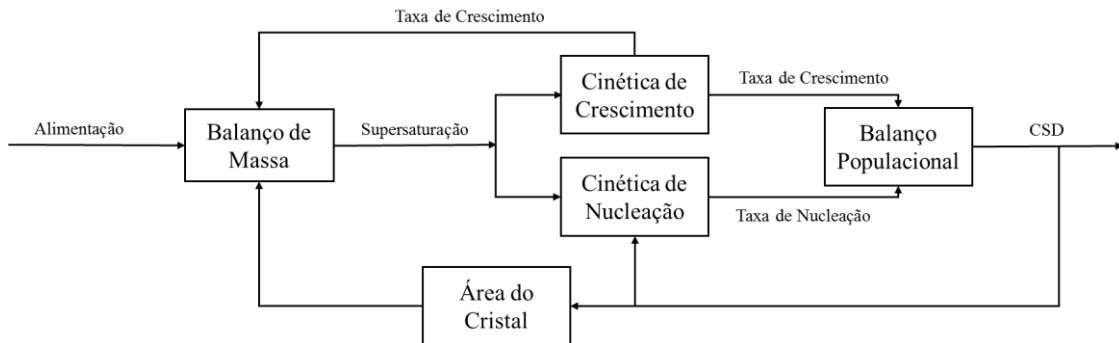 Taxa de Crescimento
Cinética de
Crescimento
Taxa de Crescimento
Alimentação
Balanço de
Massa
Supersaturação
Balanço
Populacional
CSD
Cinética de
Nucleação
Taxa de Nucleação
Área do
Cristal